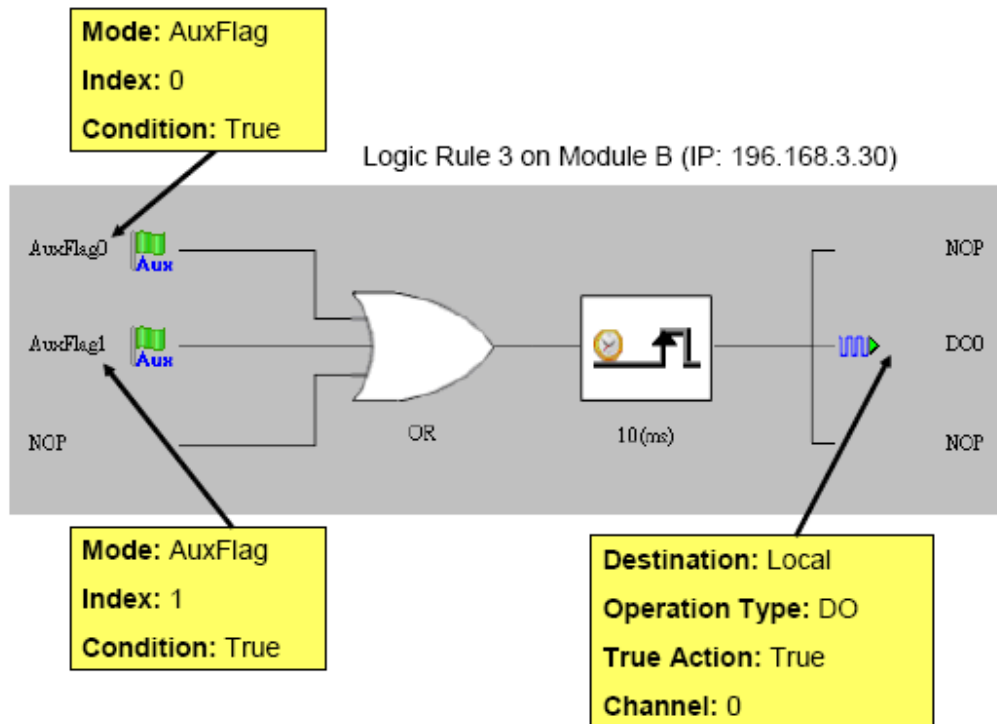 Mode: AuxFlag
Index: 0
Condition: True
Logic Rule 3 on Module B (IP: 196.168.3.30)
AuxFlag0
Aux
NOP
AuxFlag1
Aux
DO0
NOP
OR
10(ms)
NOP
Mode: AuxFlag
Index: 1
Condition: True
Destination: Local
Operation Type: DO
True Action: True
Channel: 0